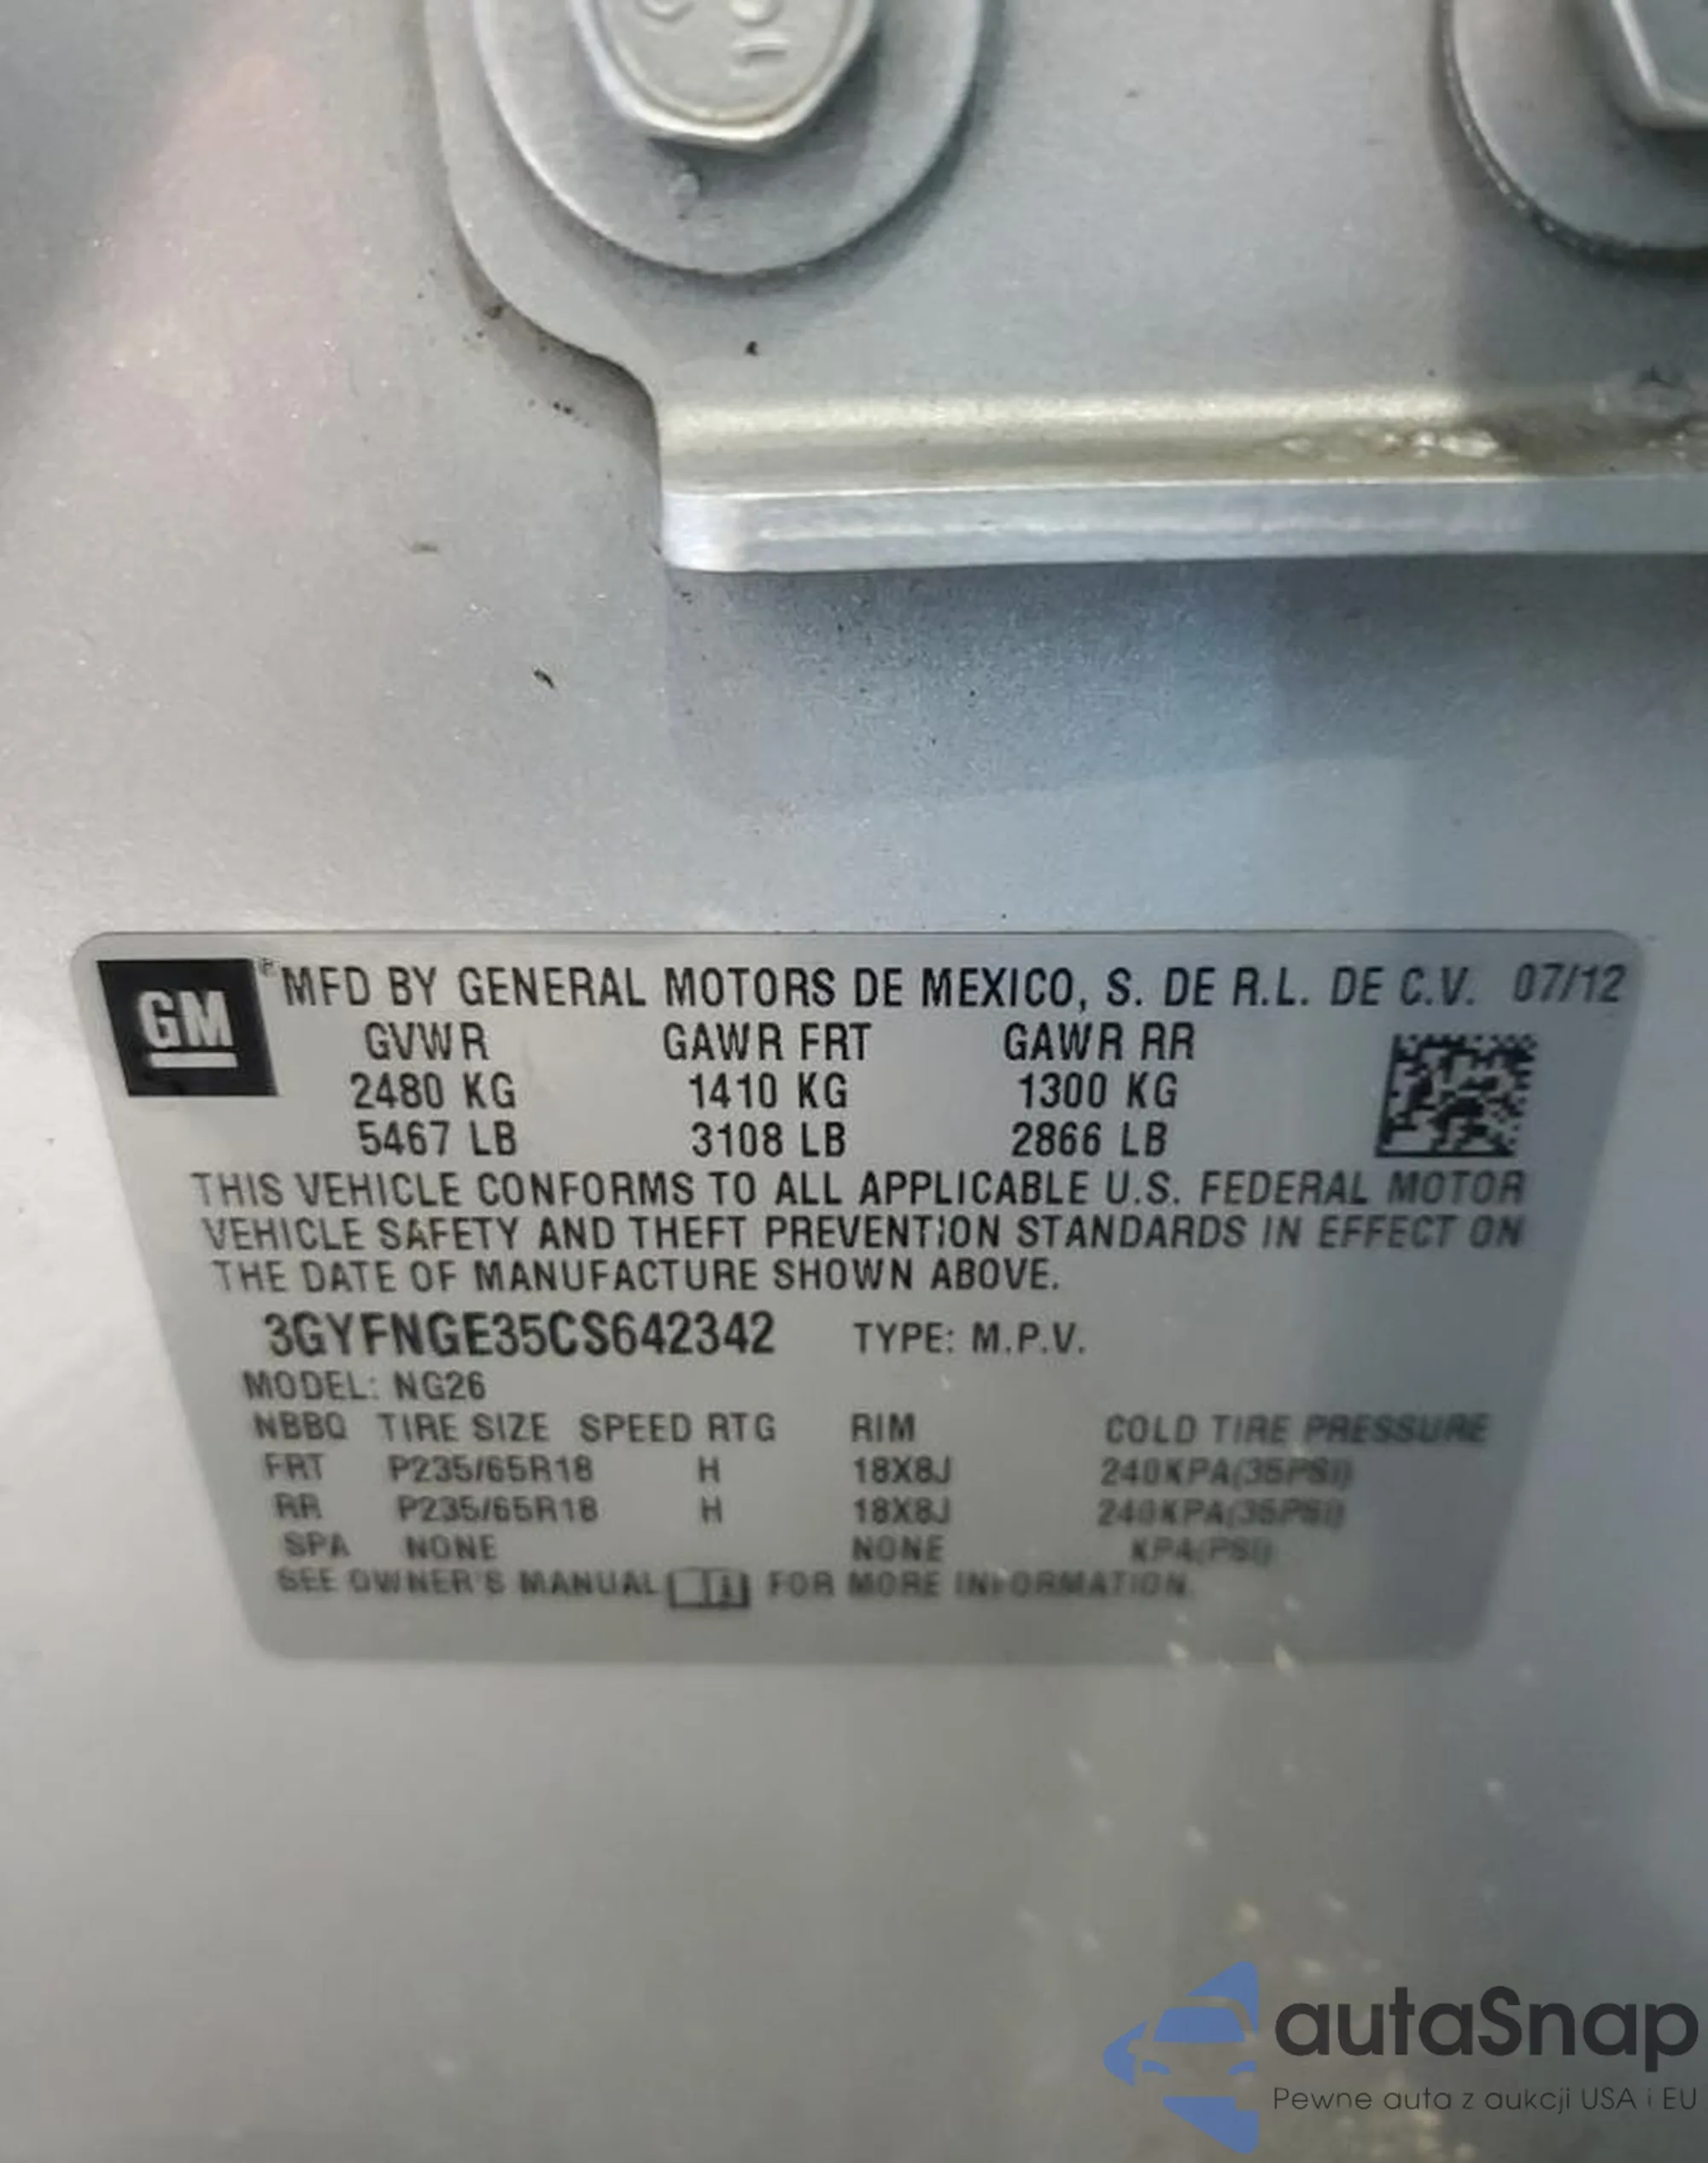 GM
® MFD BY GENERAL MOTORS DE MEXICO, S. DE R.L. DE C.V. 07/12
GVWR GAWR FRT GAWR RR
2480 KG 1410 KG 1300 KG
5467 LB 3108 LB 2866 LB
THIS VEHICLE CONFORMS TO ALL APPLICABLE U.S. FEDERAL MOTOR
VEHICLE SAFETY AND THEFT PREVENTION STANDARDS IN EFFECT ON
THE DATE OF MANUFACTURE SHOWN ABOVE.
3GYFNGE35CS642342 TYPE: M.P.V.
MODEL: NG26
NBBQ TIRE SIZE SPEED RTG RIM COLD TIRE PRESSURE
FRT P235/65R18 H 18X8J 240KPA(35PSI)
RR P235/65R18 H 18X8J 240KPA(35PSI)
SPA NONE NONE KPA(PSI)
SEE OWNER'S MANUAL FOR MORE INFORMATION.
autaSnap
Pewne auta z aukcji USA i EU